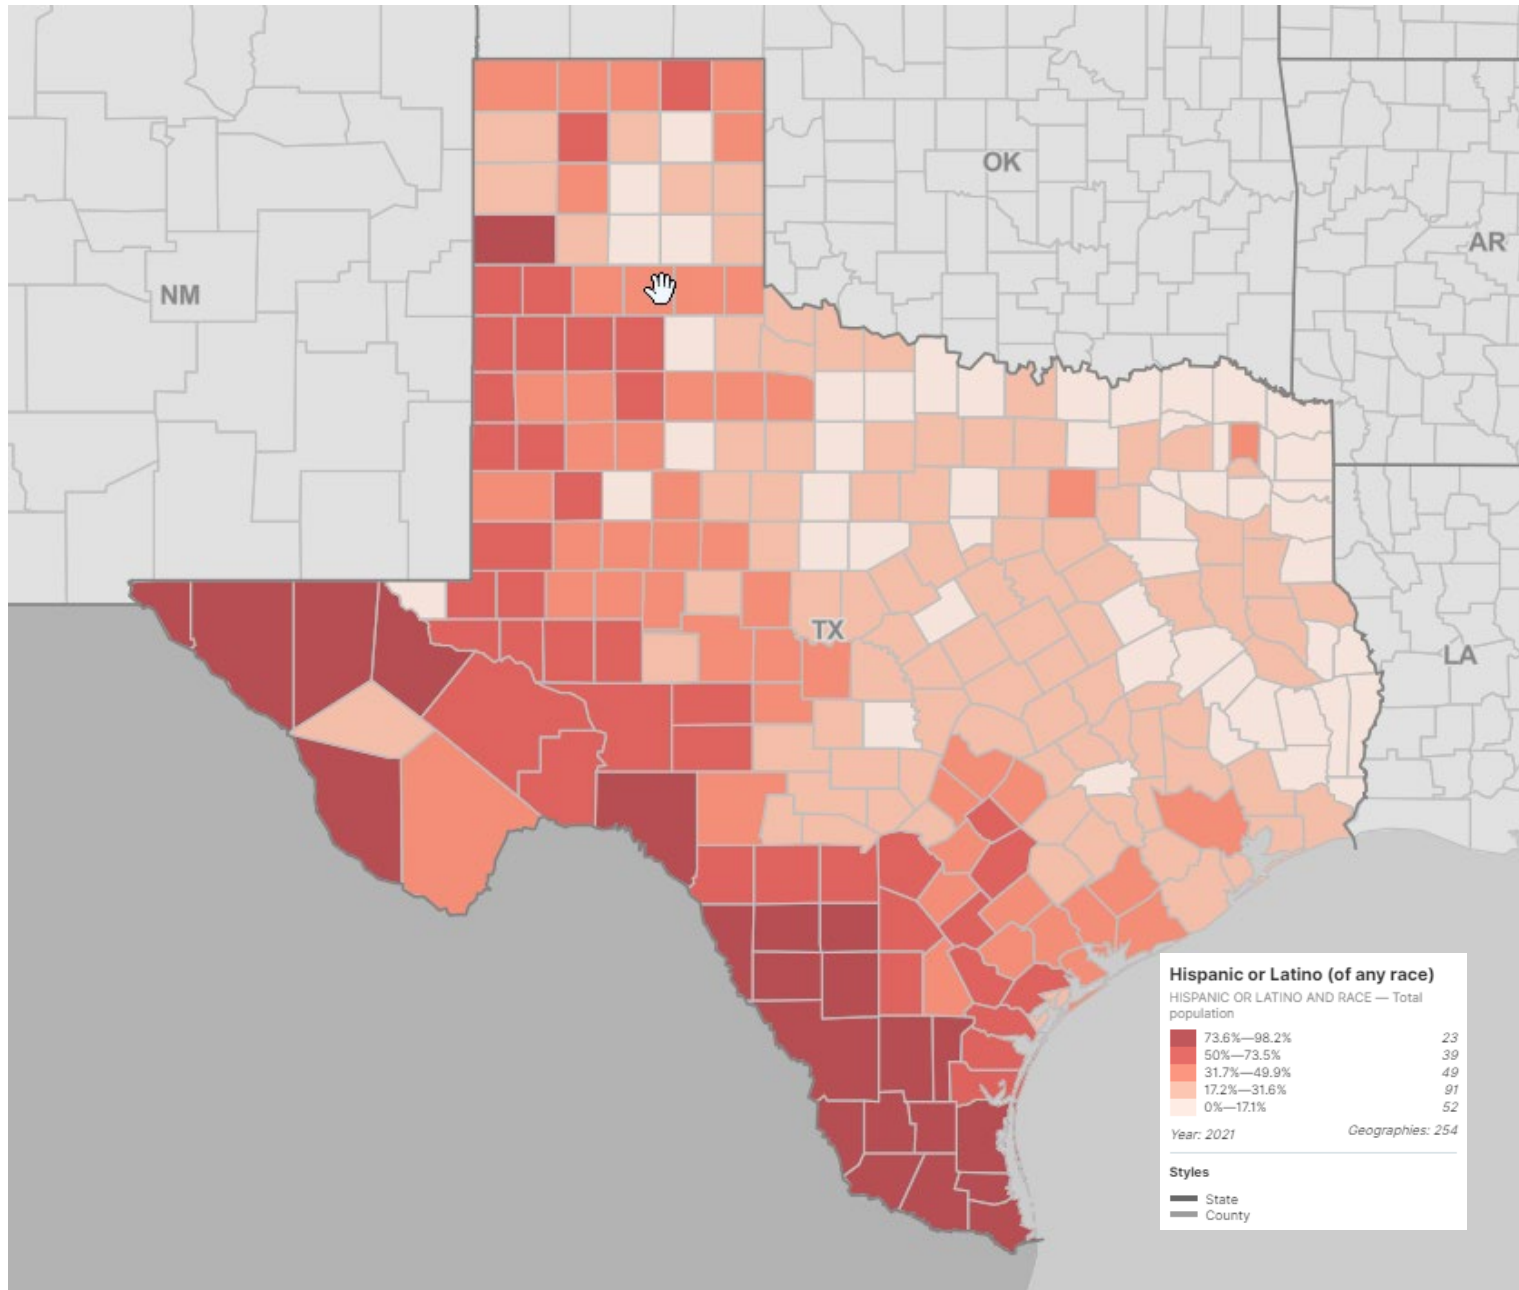 OK
AR
NM
TX
LA
Hispanic or Latino (of any race)
HISPANIC OR LATINO AND RACE — Total
population
73.6%—98.2% 23
50%—73.5% 39
31.7%—49.9% 49
17.2%—31.6% 91
0%—17.1% 52
Year: 2021 Geographies: 254
Styles
State
County